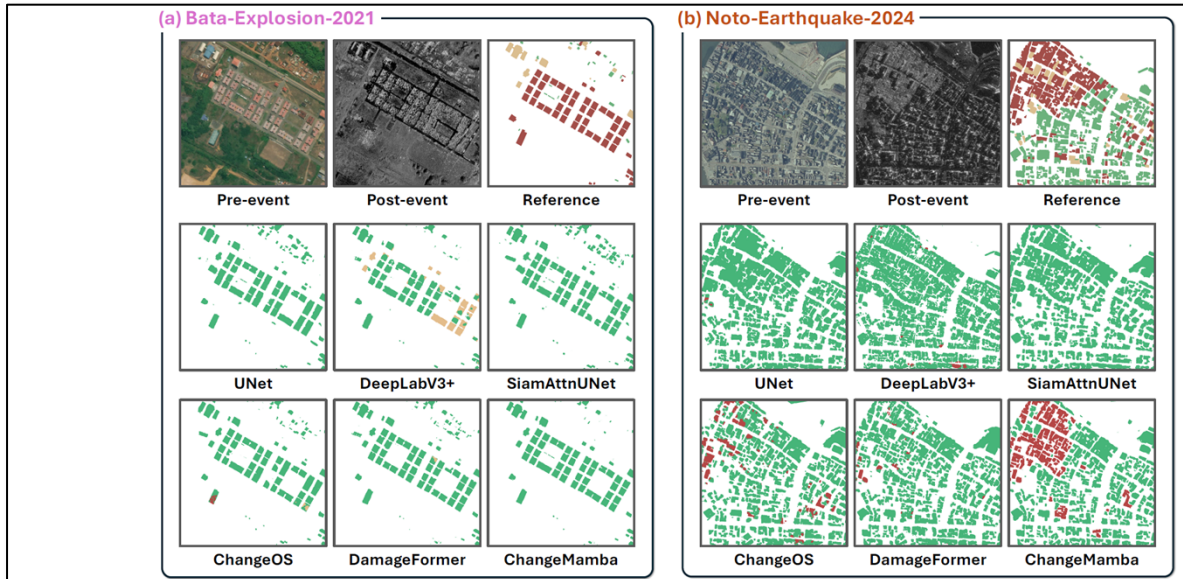 (a) Bata-Explosion-2021
Pre-event
Post-event
Reference
UNet
DeepLabV3+
SiamAttnUNet
ChangeOS
DamageFormer
ChangeMamba
(b) Noto-Earthquake-2024
Pre-event
Post-event
Reference
UNet
DeepLabV3+
SiamAttnUNet
ChangeOS
DamageFormer
ChangeMamba